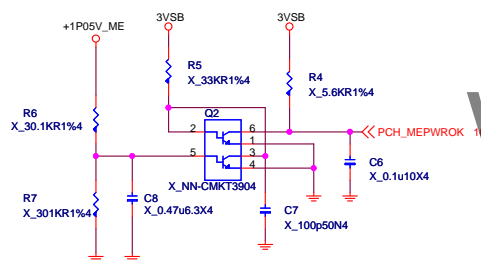 +1P05V_ME
3VSB
3VSB
R5
X_33KR1%4
R4
X_5.6KR1%4
R6
X_30.1KR1%4
Q2
2
6
1
5
3
4
PCH_MEPWROK
X_NN-CMKT3904
C6
X_0.1u10X4
R7
X_301KR1%4
C8
X_0.47u6.3X4
C7
X_100p50N4